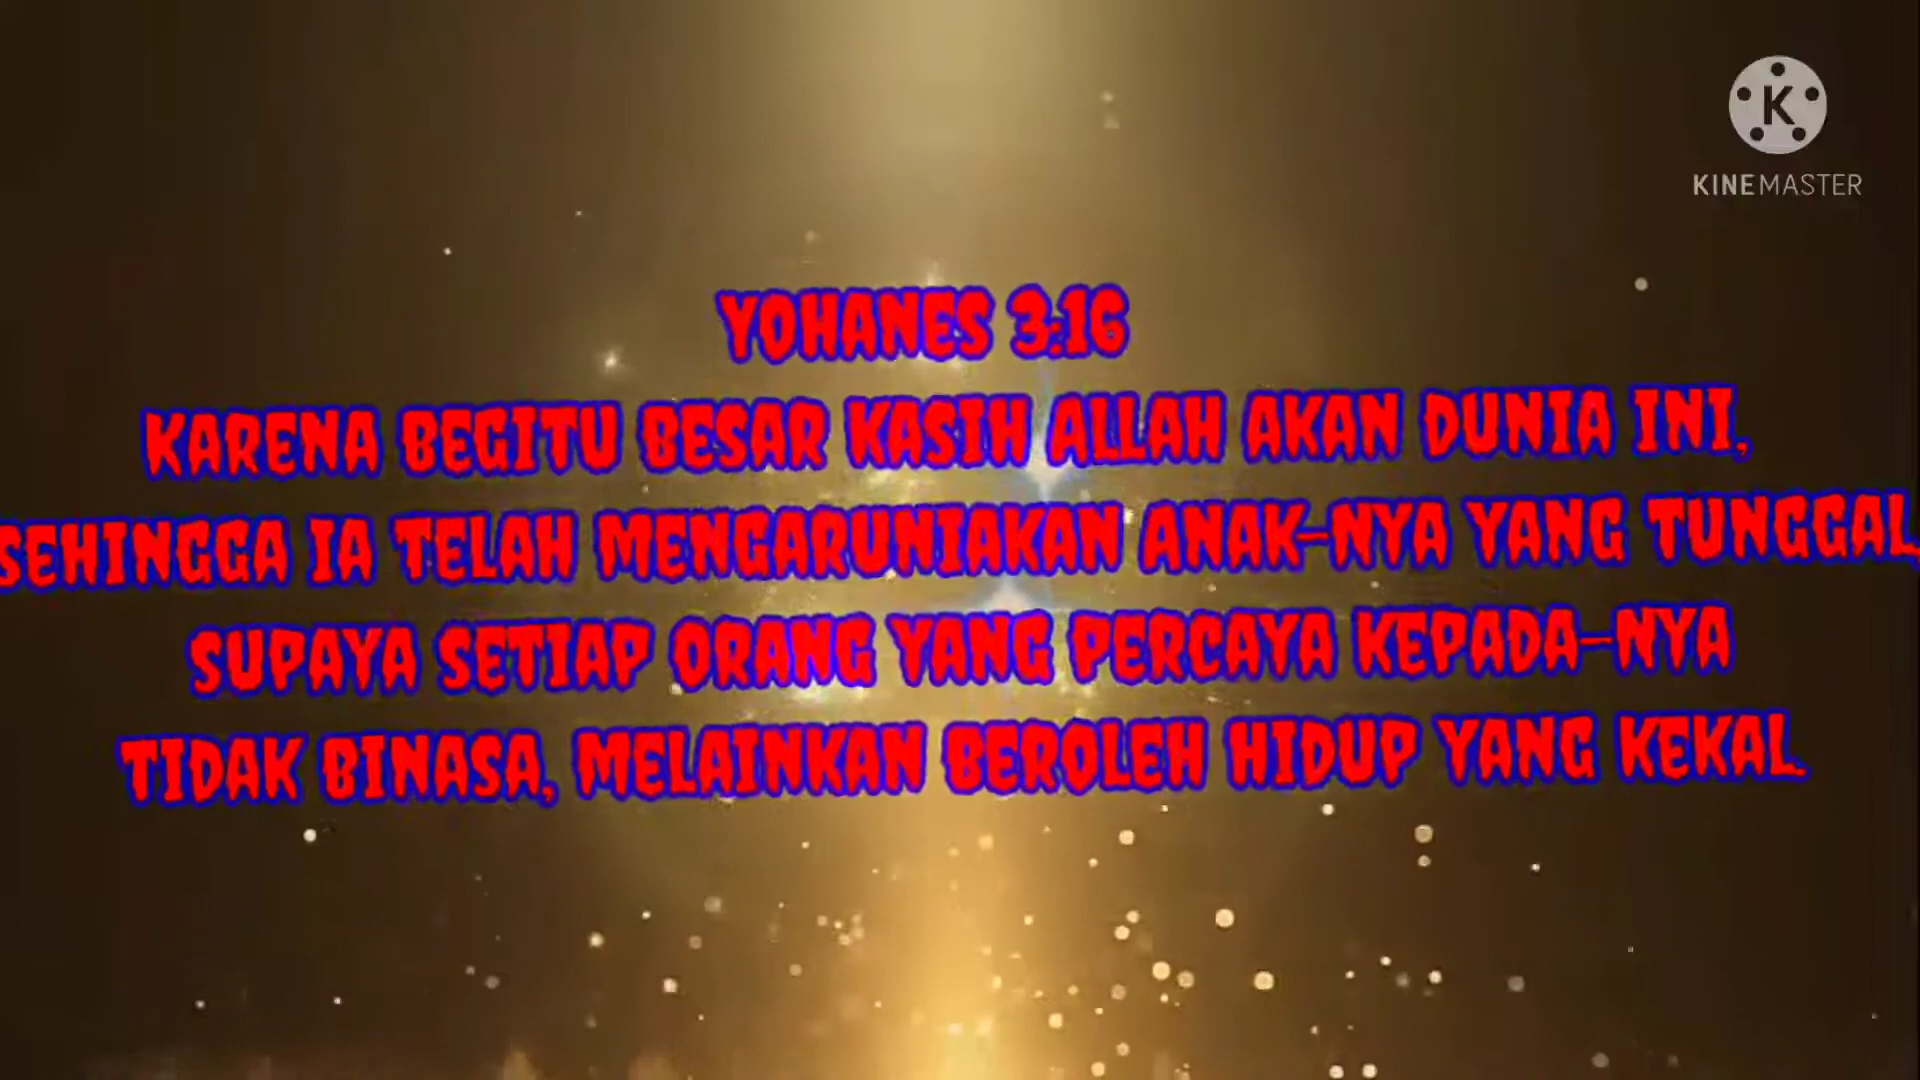 K
KINEMASTER
YOHANES 3:16
KARENA BEGITU BESAR KASIH ALLAH AKAN DUNIA INI,
SEHINGGA IA TELAH MENGARUNIAKAN ANAK-NYA YANG TUNGGAL,
SUPAYA SETIAP ORANG YANG PERCAYA KEPADA-NYA
TIDAK BINASA, MELAINKAN BEROLEH HIDUP YANG KEKAL.